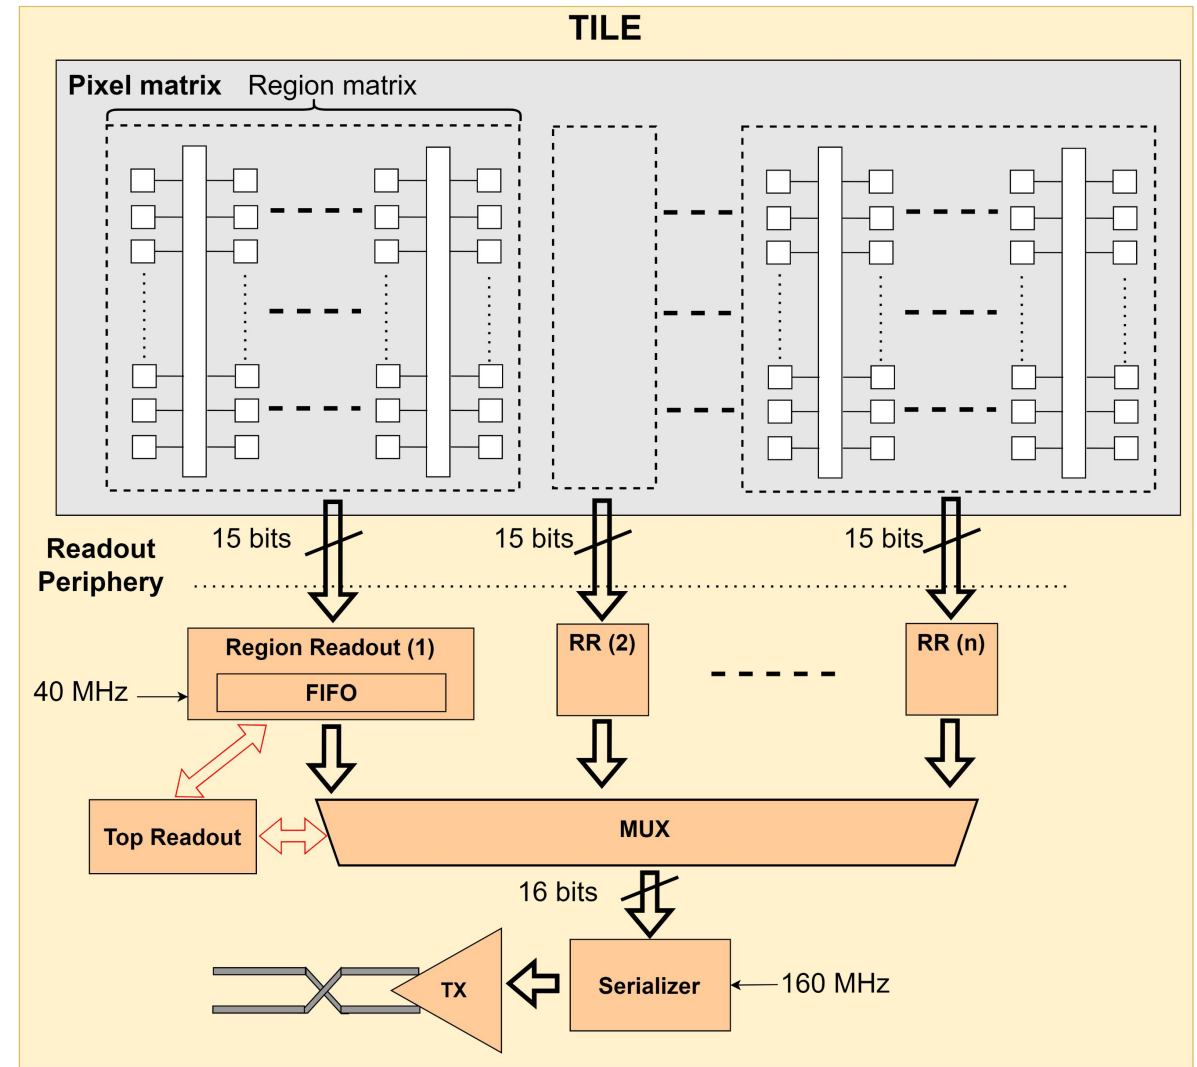 TILE
Pixel matrix Region matrix
15 bits
15 bits
15 bits
Readout
Periphery
Region Readout (1)
RR (2)
RR (n)
FIFO
40 MHz
Top Readout
MUX
16 bits
TX
Serializer
160 MHz